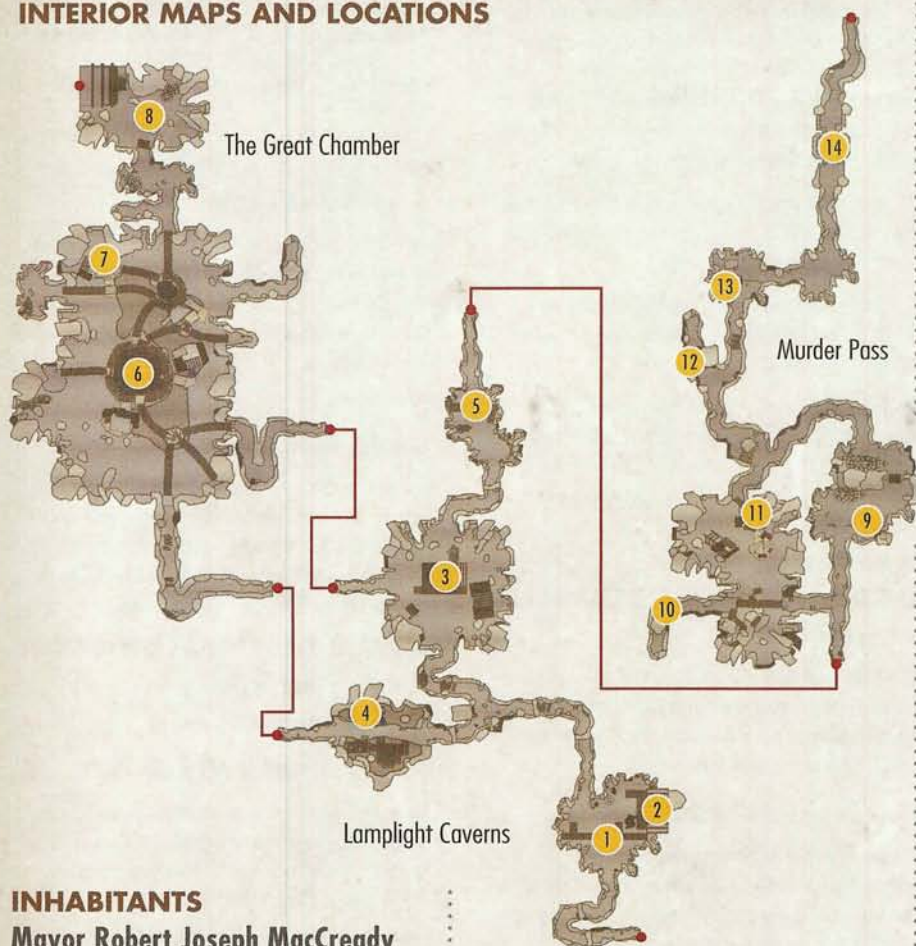 INTERIOR MAPS AND LOCATIONS
8
The Great Chamber
14
7
13
12
Murder Pass
6
5
11
9
3
10
4
Lamplight Caverns
2
1
INHABITANTS
Mayor Robert Joseph MacCready